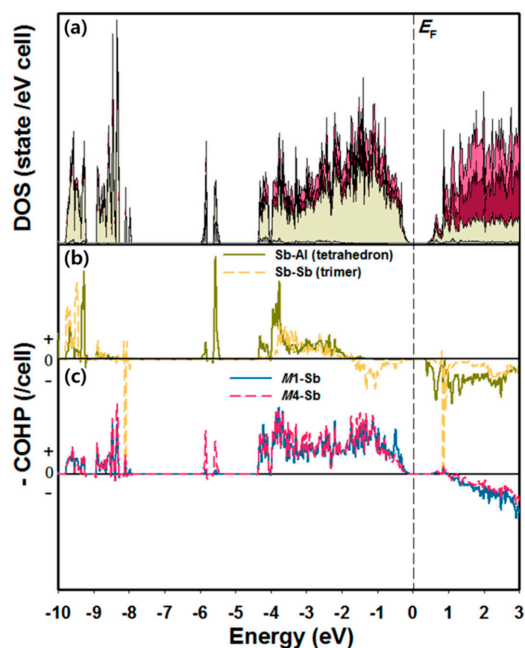 (a)
E_F
DOS (state /eV cell)
(b)
Sb-Al (tetrahedron)
Sb-Sb (trimer)
+
0
−
(c)
M1-Sb
M4-Sb
+
0
−
- COHP (/cell)
-10 -9 -8 -7 -6 -5 -4 -3 -2 -1 0 1 2 3
Energy (eV)